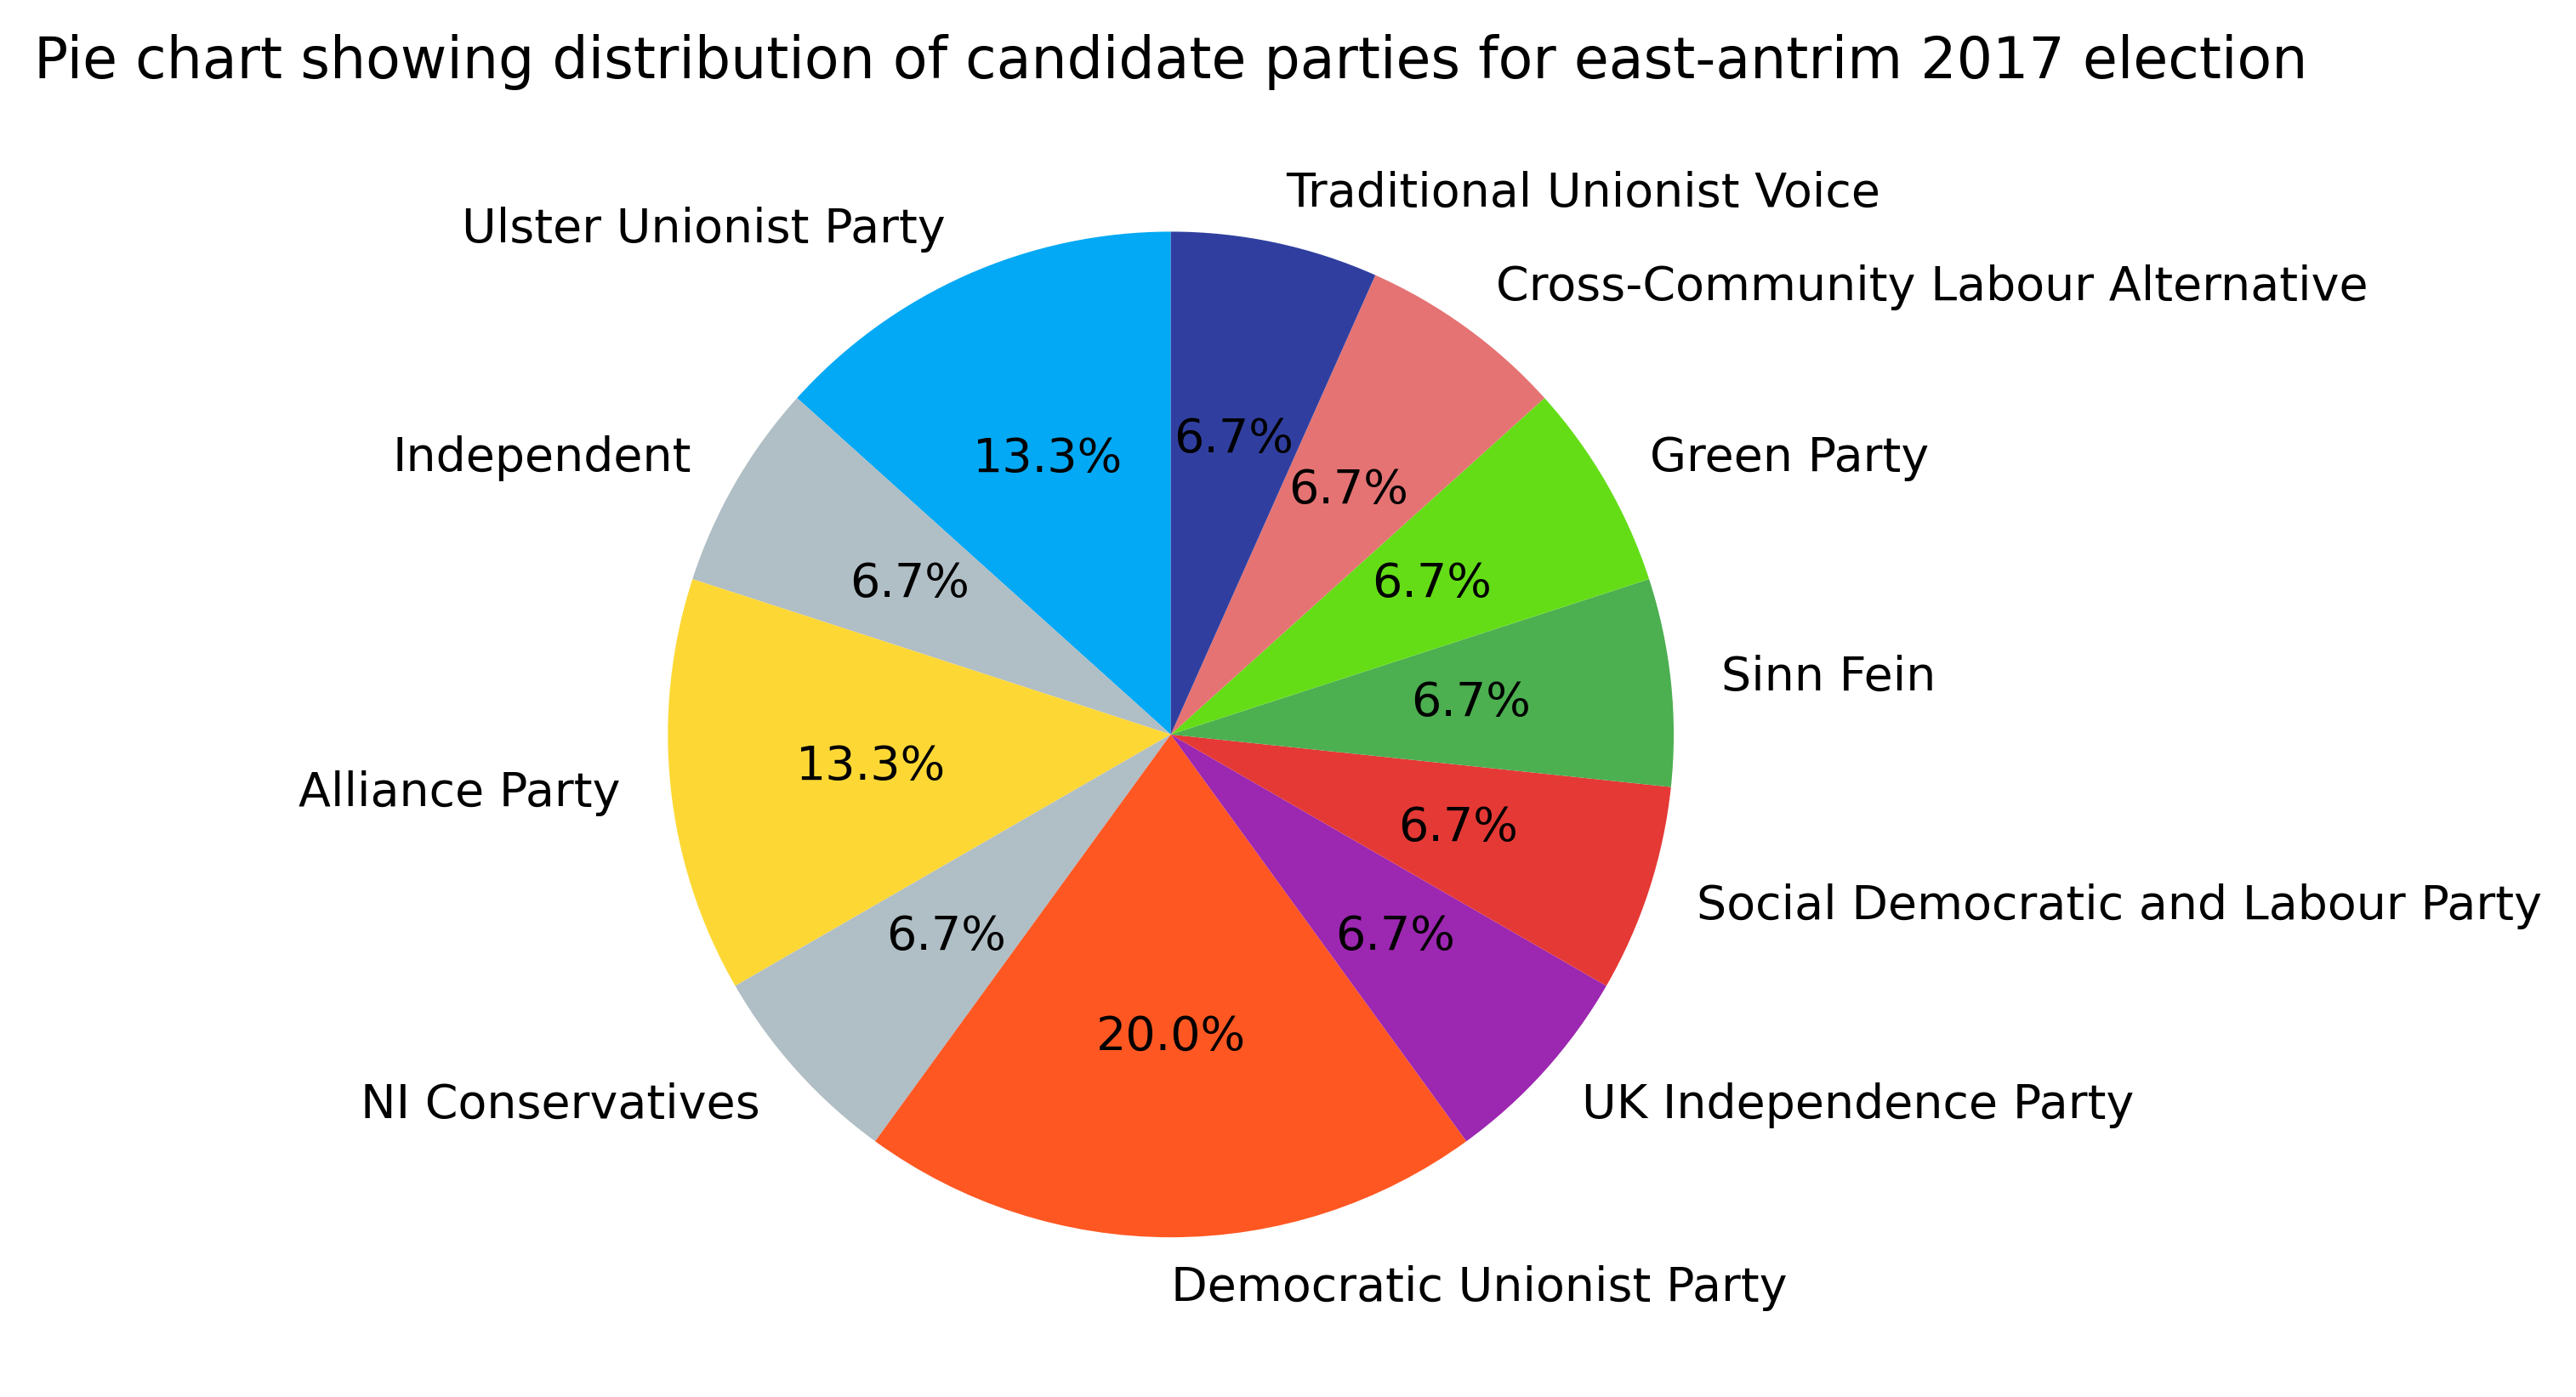 Pie chart showing distribution of candidate parties for east-antrim 2017 election
Traditional Unionist Voice
Ulster Unionist Party
Cross-Community Labour Alternative
Independent
Green Party
13.3%
6.7%
6.7%
6.7%
6.7%
Sinn Fein
6.7%
Alliance Party
13.3%
6.7%
Social Democratic and Labour Party
6.7%
6.7%
20.0%
NI Conservatives
UK Independence Party
Democratic Unionist Party